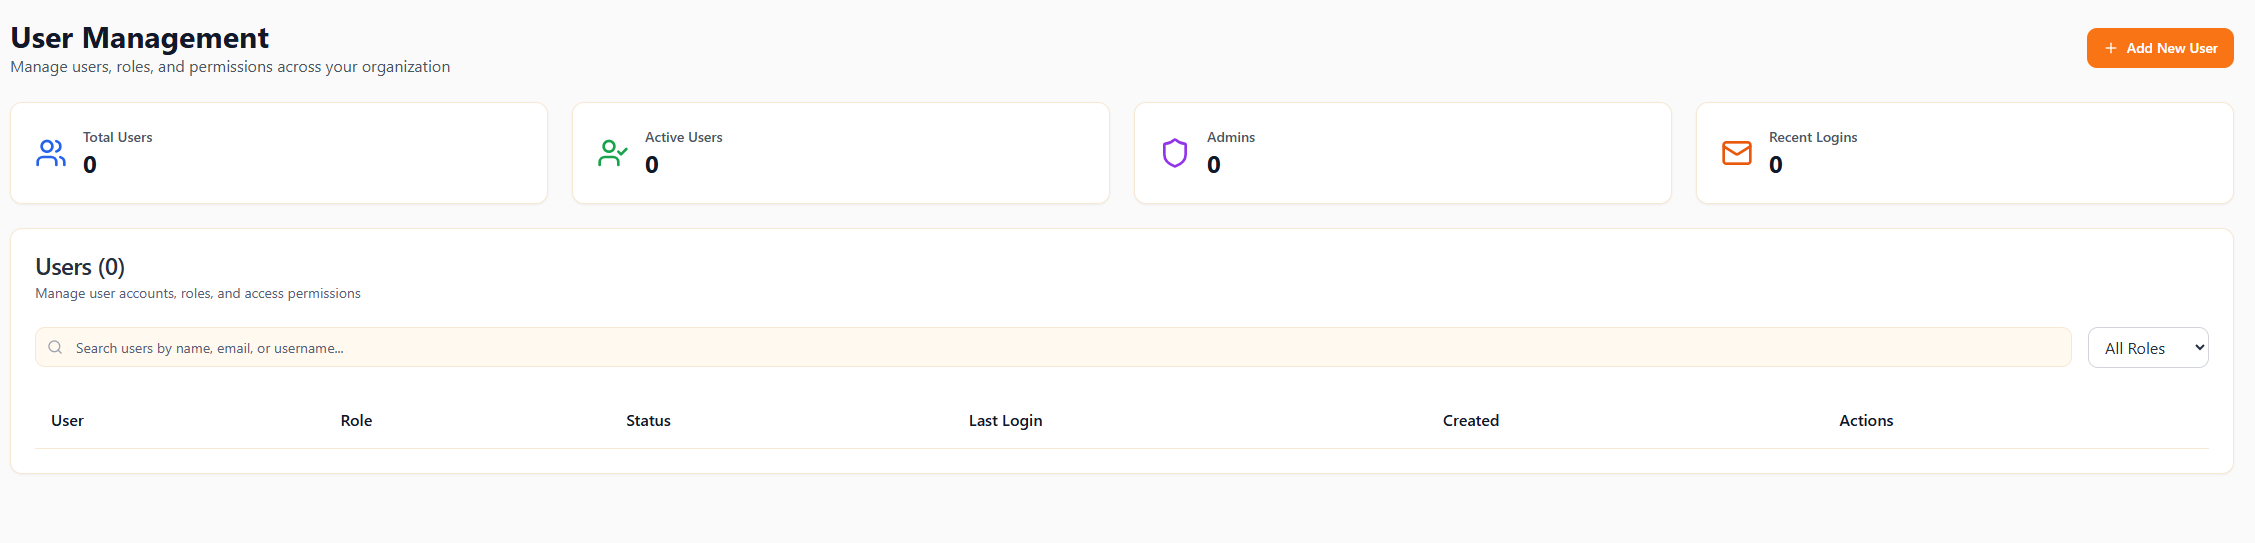 User Management
Manage users, roles, and permissions across your organization
Add New User
Total Users
0
Active Users
0
Admins
0
Recent Logins
0
Users (0)
Manage user accounts, roles, and access permissions
Search users by name, email, or username...
All Roles
User Role Status Last Login Created Actions